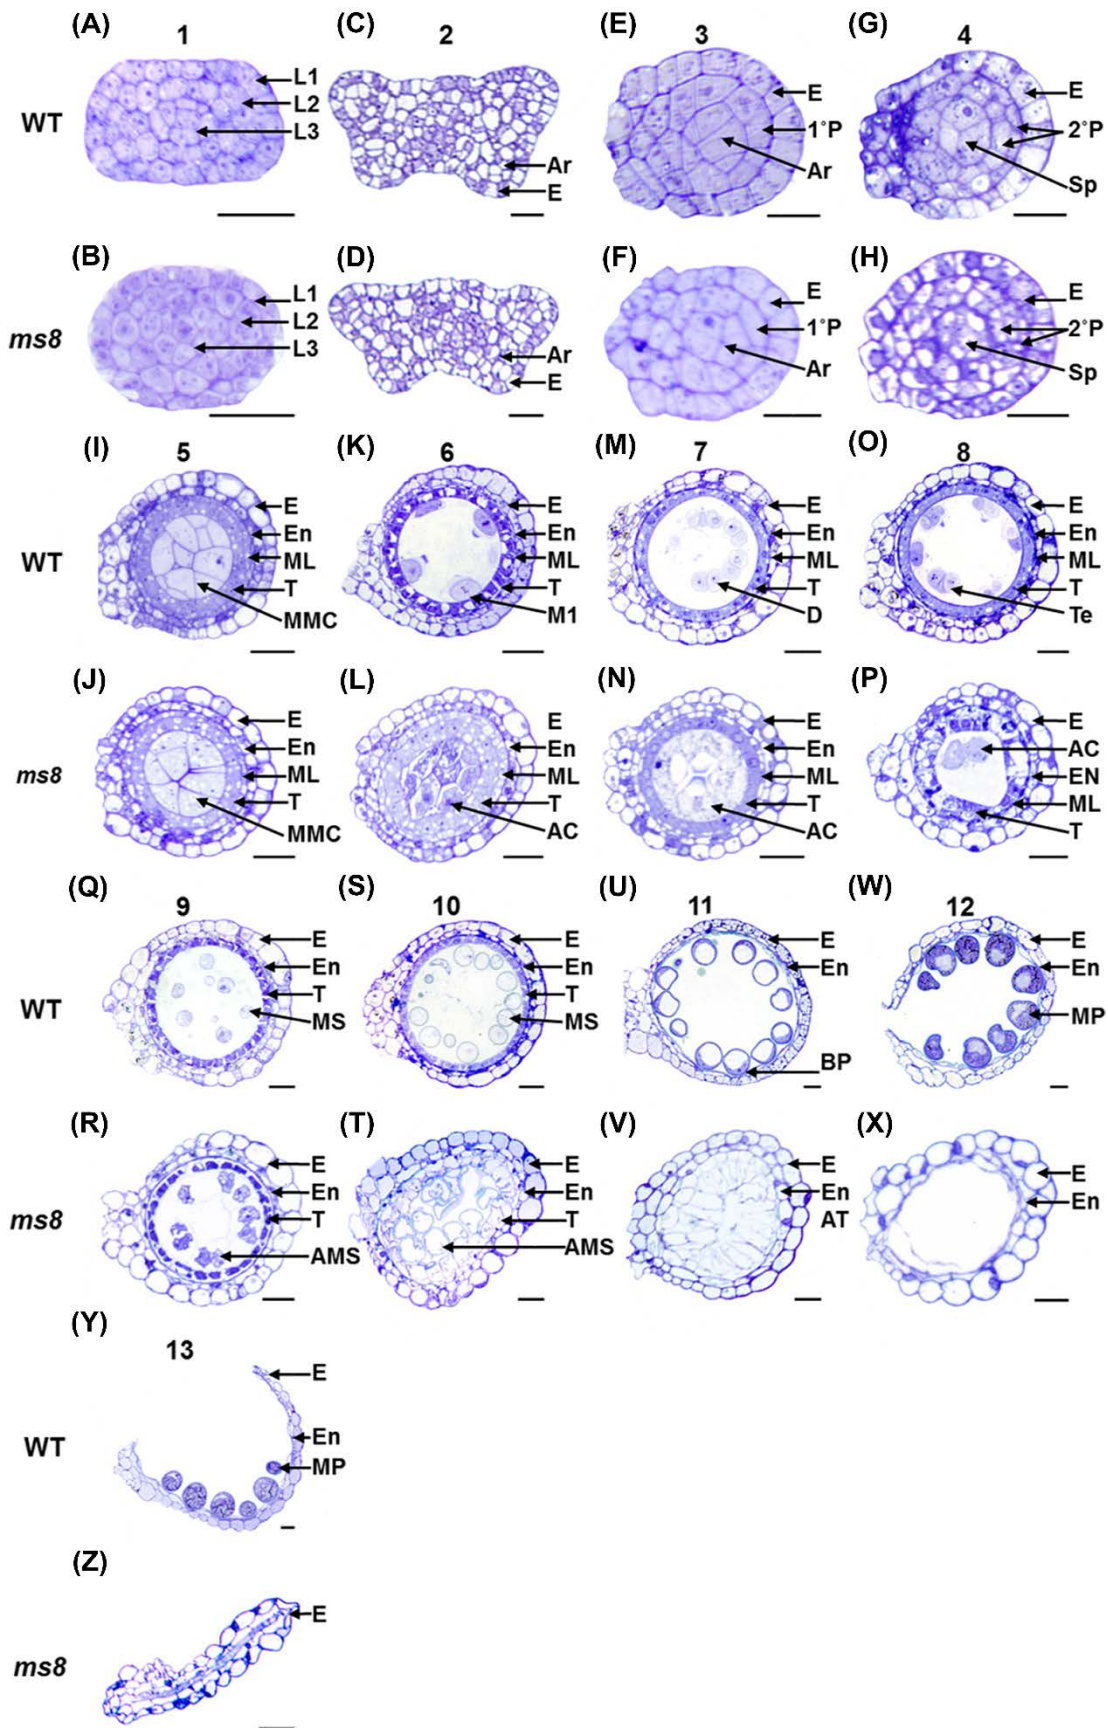 (A) 1 (C) 2 (E) 3 (G) 4
WT
L1
L2
L3
Ar
E
E
1°P
Ar
E
2°P
Sp
(B) (D) (F) (H)
ms8
L1
L2
L3
Ar
E
E
1°P
Ar
E
2°P
Sp
(I) 5 (K) 6 (M) 7 (O) 8
WT
E
En
ML
T
MMC
E
En
ML
T
M1
E
En
ML
T
D
E
En
ML
T
Te
(J) (L) (N) (P)
ms8
E
En
ML
T
MMC
E
En
ML
T
AC
E
En
ML
T
AC
E
AC
EN
ML
T
(Q) 9 (S) 10 (U) 11 (W) 12
WT
E
En
T
MS
E
En
T
MS
E
En
BP
E
En
MP
(R) (T) (V) (X)
ms8
E
En
T
AMS
E
En
T
AMS
E
En
AT
E
En
(Y) 13
WT
E
En
MP
(Z)
ms8
E